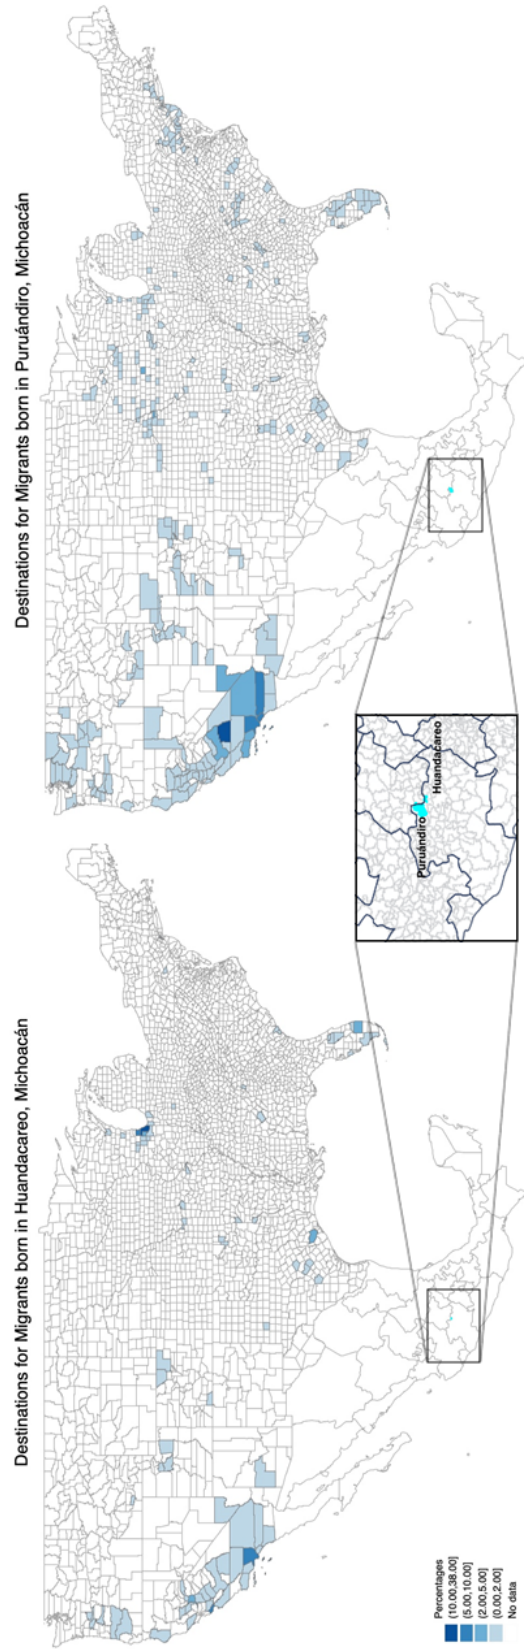 Destinations for Migrants born in Huandacareo, Michoacán
Destinations for Migrants born in Puruándiro, Michoacán
Puruándiro
Huandacareo
Percentages
(10.00,38.00]
(5.00,10.00]
(2.00,5.00]
(0.00,2.00]
No data